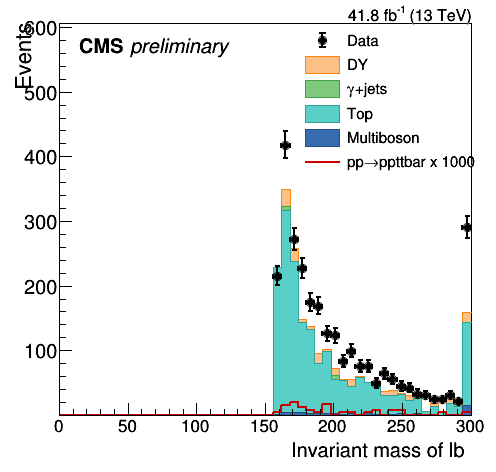 41.8 fb⁻¹ (13 TeV)
CMS preliminary
Data
DY
γ+jets
Top
Multiboson
pp→ppttbar x 1000
Events
600
500
400
300
200
100
0 50 100 150 200 250 300
Invariant mass of lb